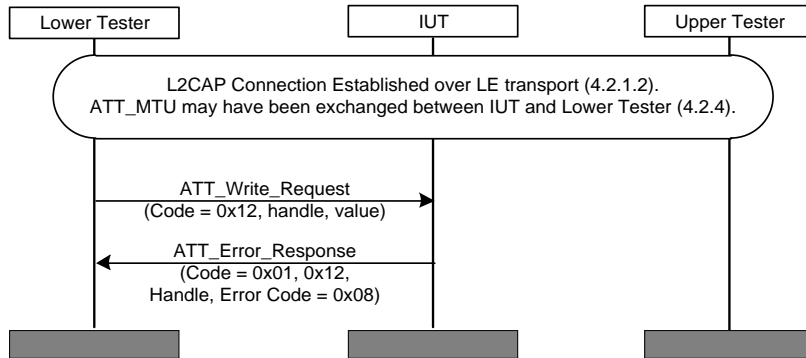 Lower Tester
IUT
Upper Tester
L2CAP Connection Established over LE transport (4.2.1.2).
ATT_MTU may have been exchanged between IUT and Lower Tester (4.2.4).
ATT_Write_Request
(Code = 0x12, handle, value)
ATT_Error_Response
(Code = 0x01, 0x12,
Handle, Error Code = 0x08)